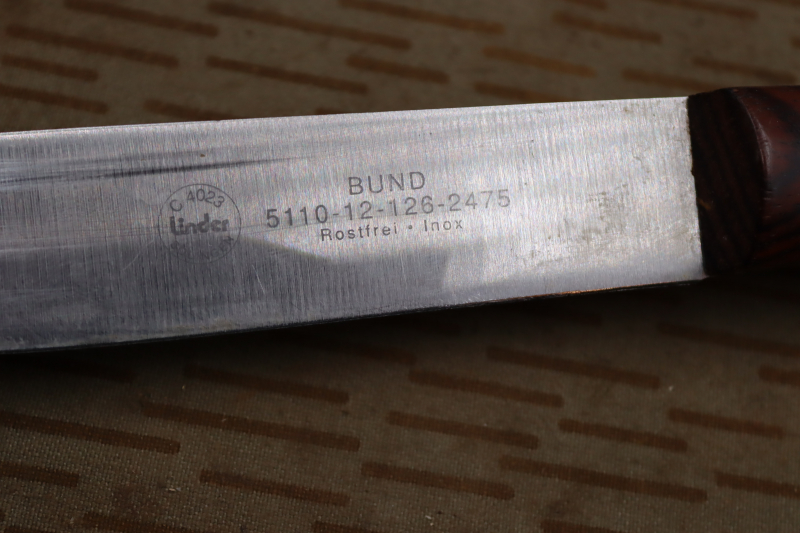 C 4023
Linder
BUND
5110-12-126-2475
Rostfrei • Inox